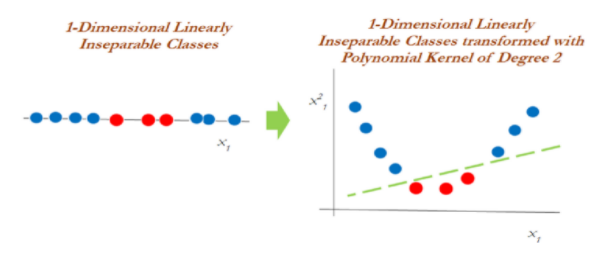 1-Dimensional Linearly
Inseparable Classes
x₁
1-Dimensional Linearly
Inseparable Classes transformed with
Polynomial Kernel of Degree 2
x²₁
x₁